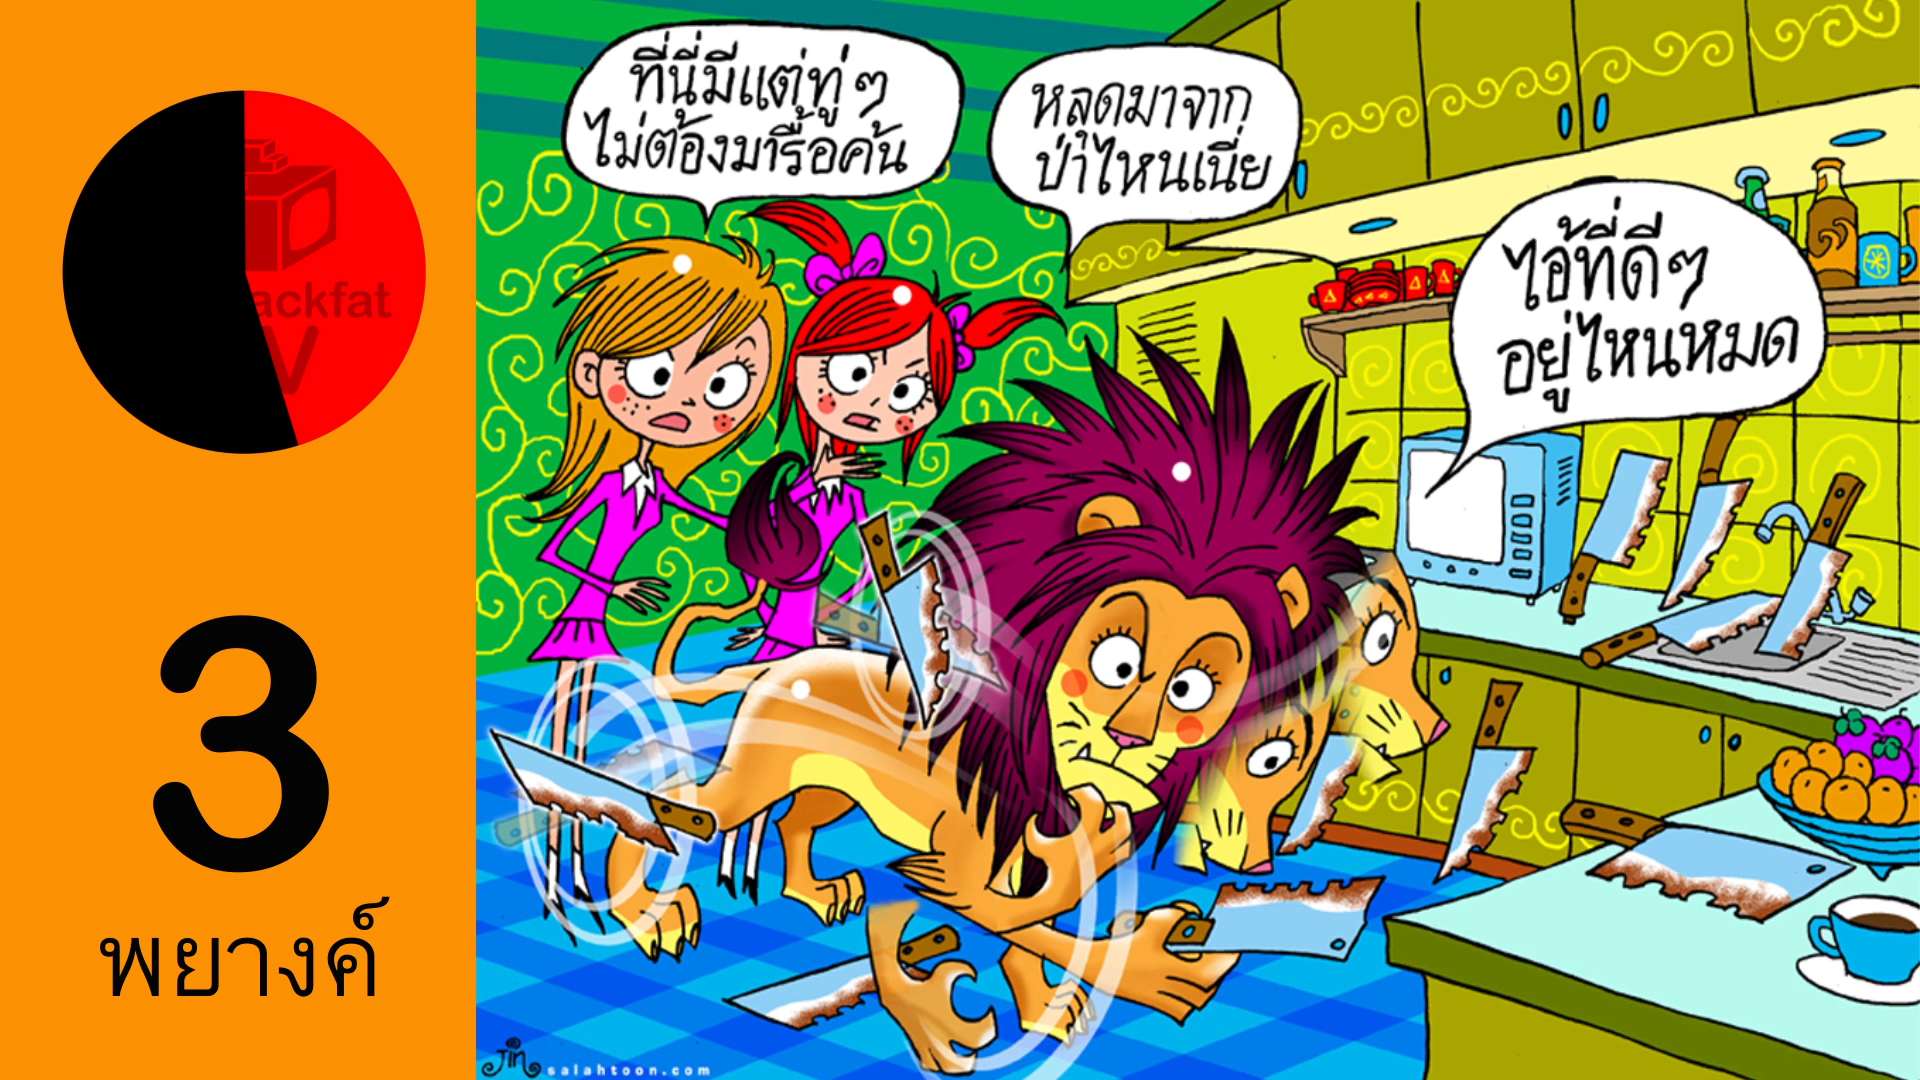 ackfat
V
3
พยางค์
ที่นี่มีแต่ทู่ๆ
ไม่ต้องมารื้อค้น
หลุดมาจาก
ป่าไหนเนี่ย
ไอ้ที่ดีๆ
อยู่ไหนหมด
Jin salahtoon.com